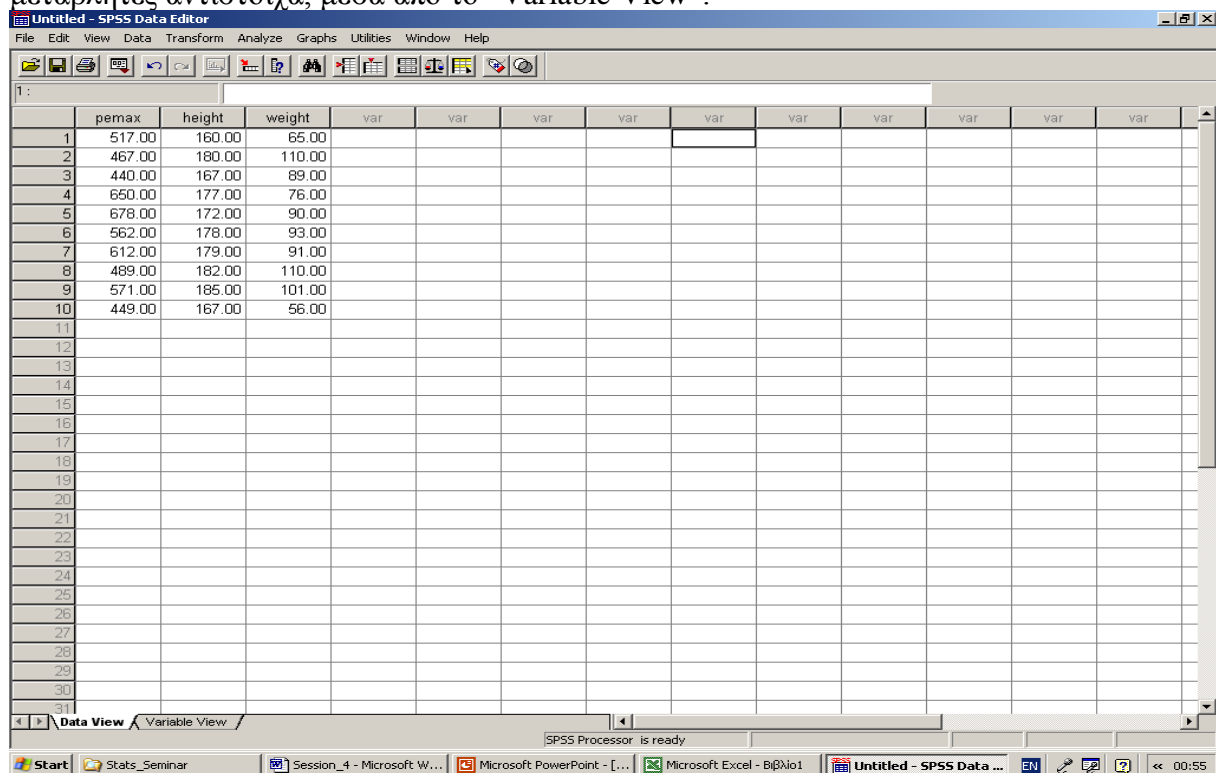 μεταβλητές αντίστοιχα, μέσα από το "Variable View".
Untitled - SPSS Data Editor
File Edit View Data Transform Analyze Graphs Utilities Window Help
1 :
pemax height weight var var var var var var var var var var
1 517.00 160.00 65.00
2 467.00 180.00 110.00
3 440.00 167.00 89.00
4 650.00 177.00 76.00
5 678.00 172.00 90.00
6 562.00 178.00 93.00
7 612.00 179.00 91.00
8 489.00 182.00 110.00
9 571.00 185.00 101.00
10 449.00 167.00 56.00
11
12
13
14
15
16
17
18
19
20
21
22
23
24
25
26
27
28
29
30
31
Data View Variable View
SPSS Processor is ready
Start Stats_Seminar Session_4 - Microsoft W... Microsoft PowerPoint - [... Microsoft Excel - Βιβλίο1 Untitled - SPSS Data ... EN « 00:55